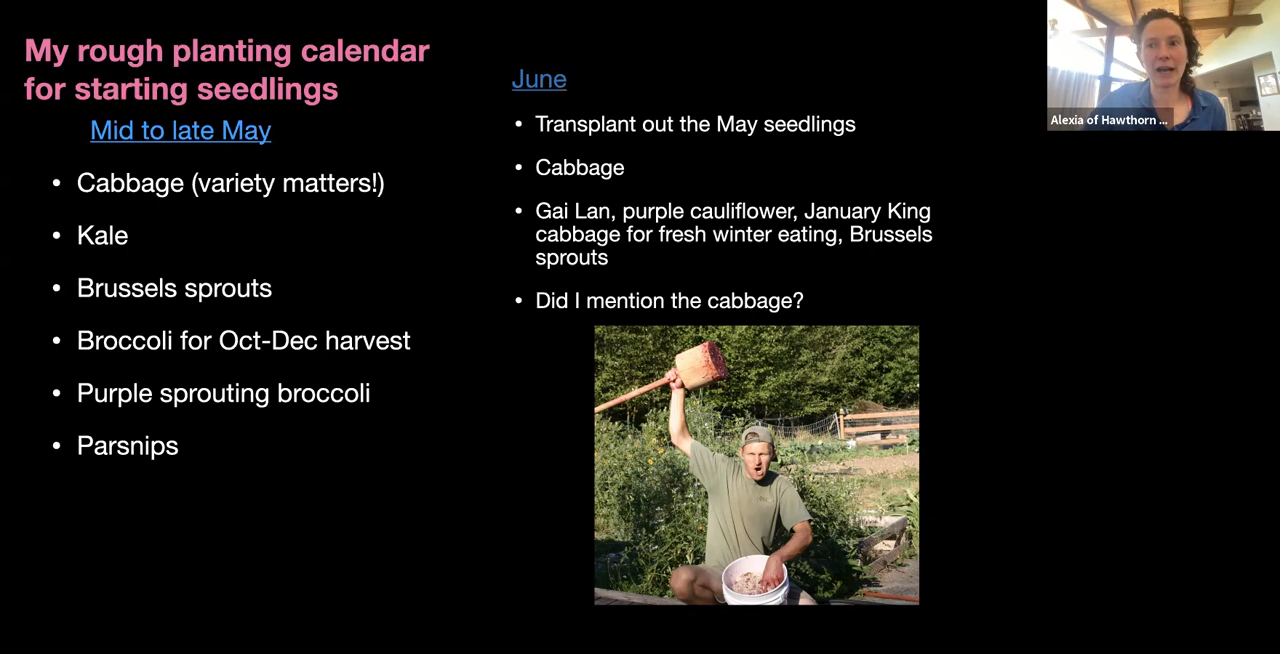 My rough planting calendar
for starting seedlings
Mid to late May
• Cabbage (variety matters!)
• Kale
• Brussels sprouts
• Broccoli for Oct-Dec harvest
• Purple sprouting broccoli
• Parsnips
June
• Transplant out the May seedlings
• Cabbage
• Gai Lan, purple cauliflower, January King
cabbage for fresh winter eating, Brussels
sprouts
• Did I mention the cabbage?
Alexia of Hawthorn ...